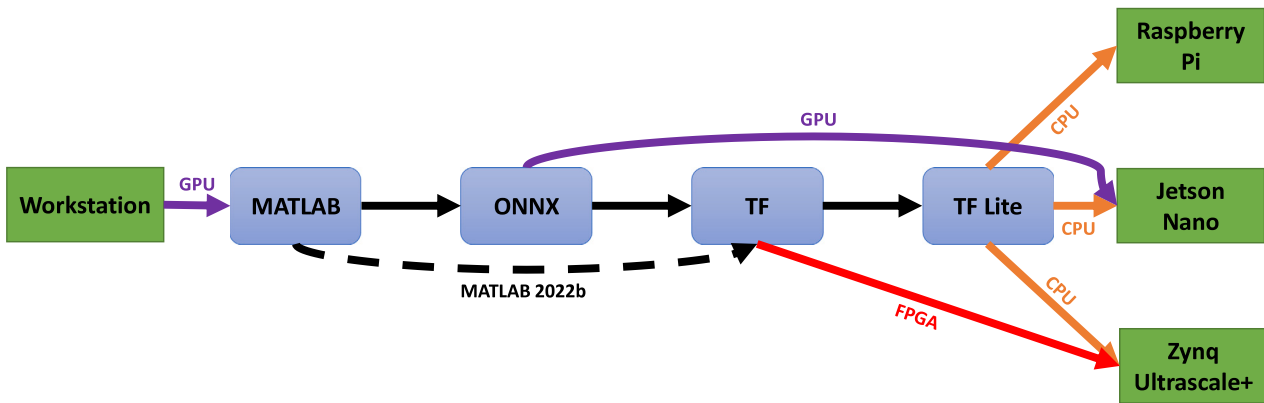 Raspberry
Pi
CPU
GPU
Workstation
GPU
MATLAB
ONNX
TF
TF Lite
CPU
Jetson
Nano
MATLAB 2022b
FPGA
CPU
Zynq
Ultrascale+